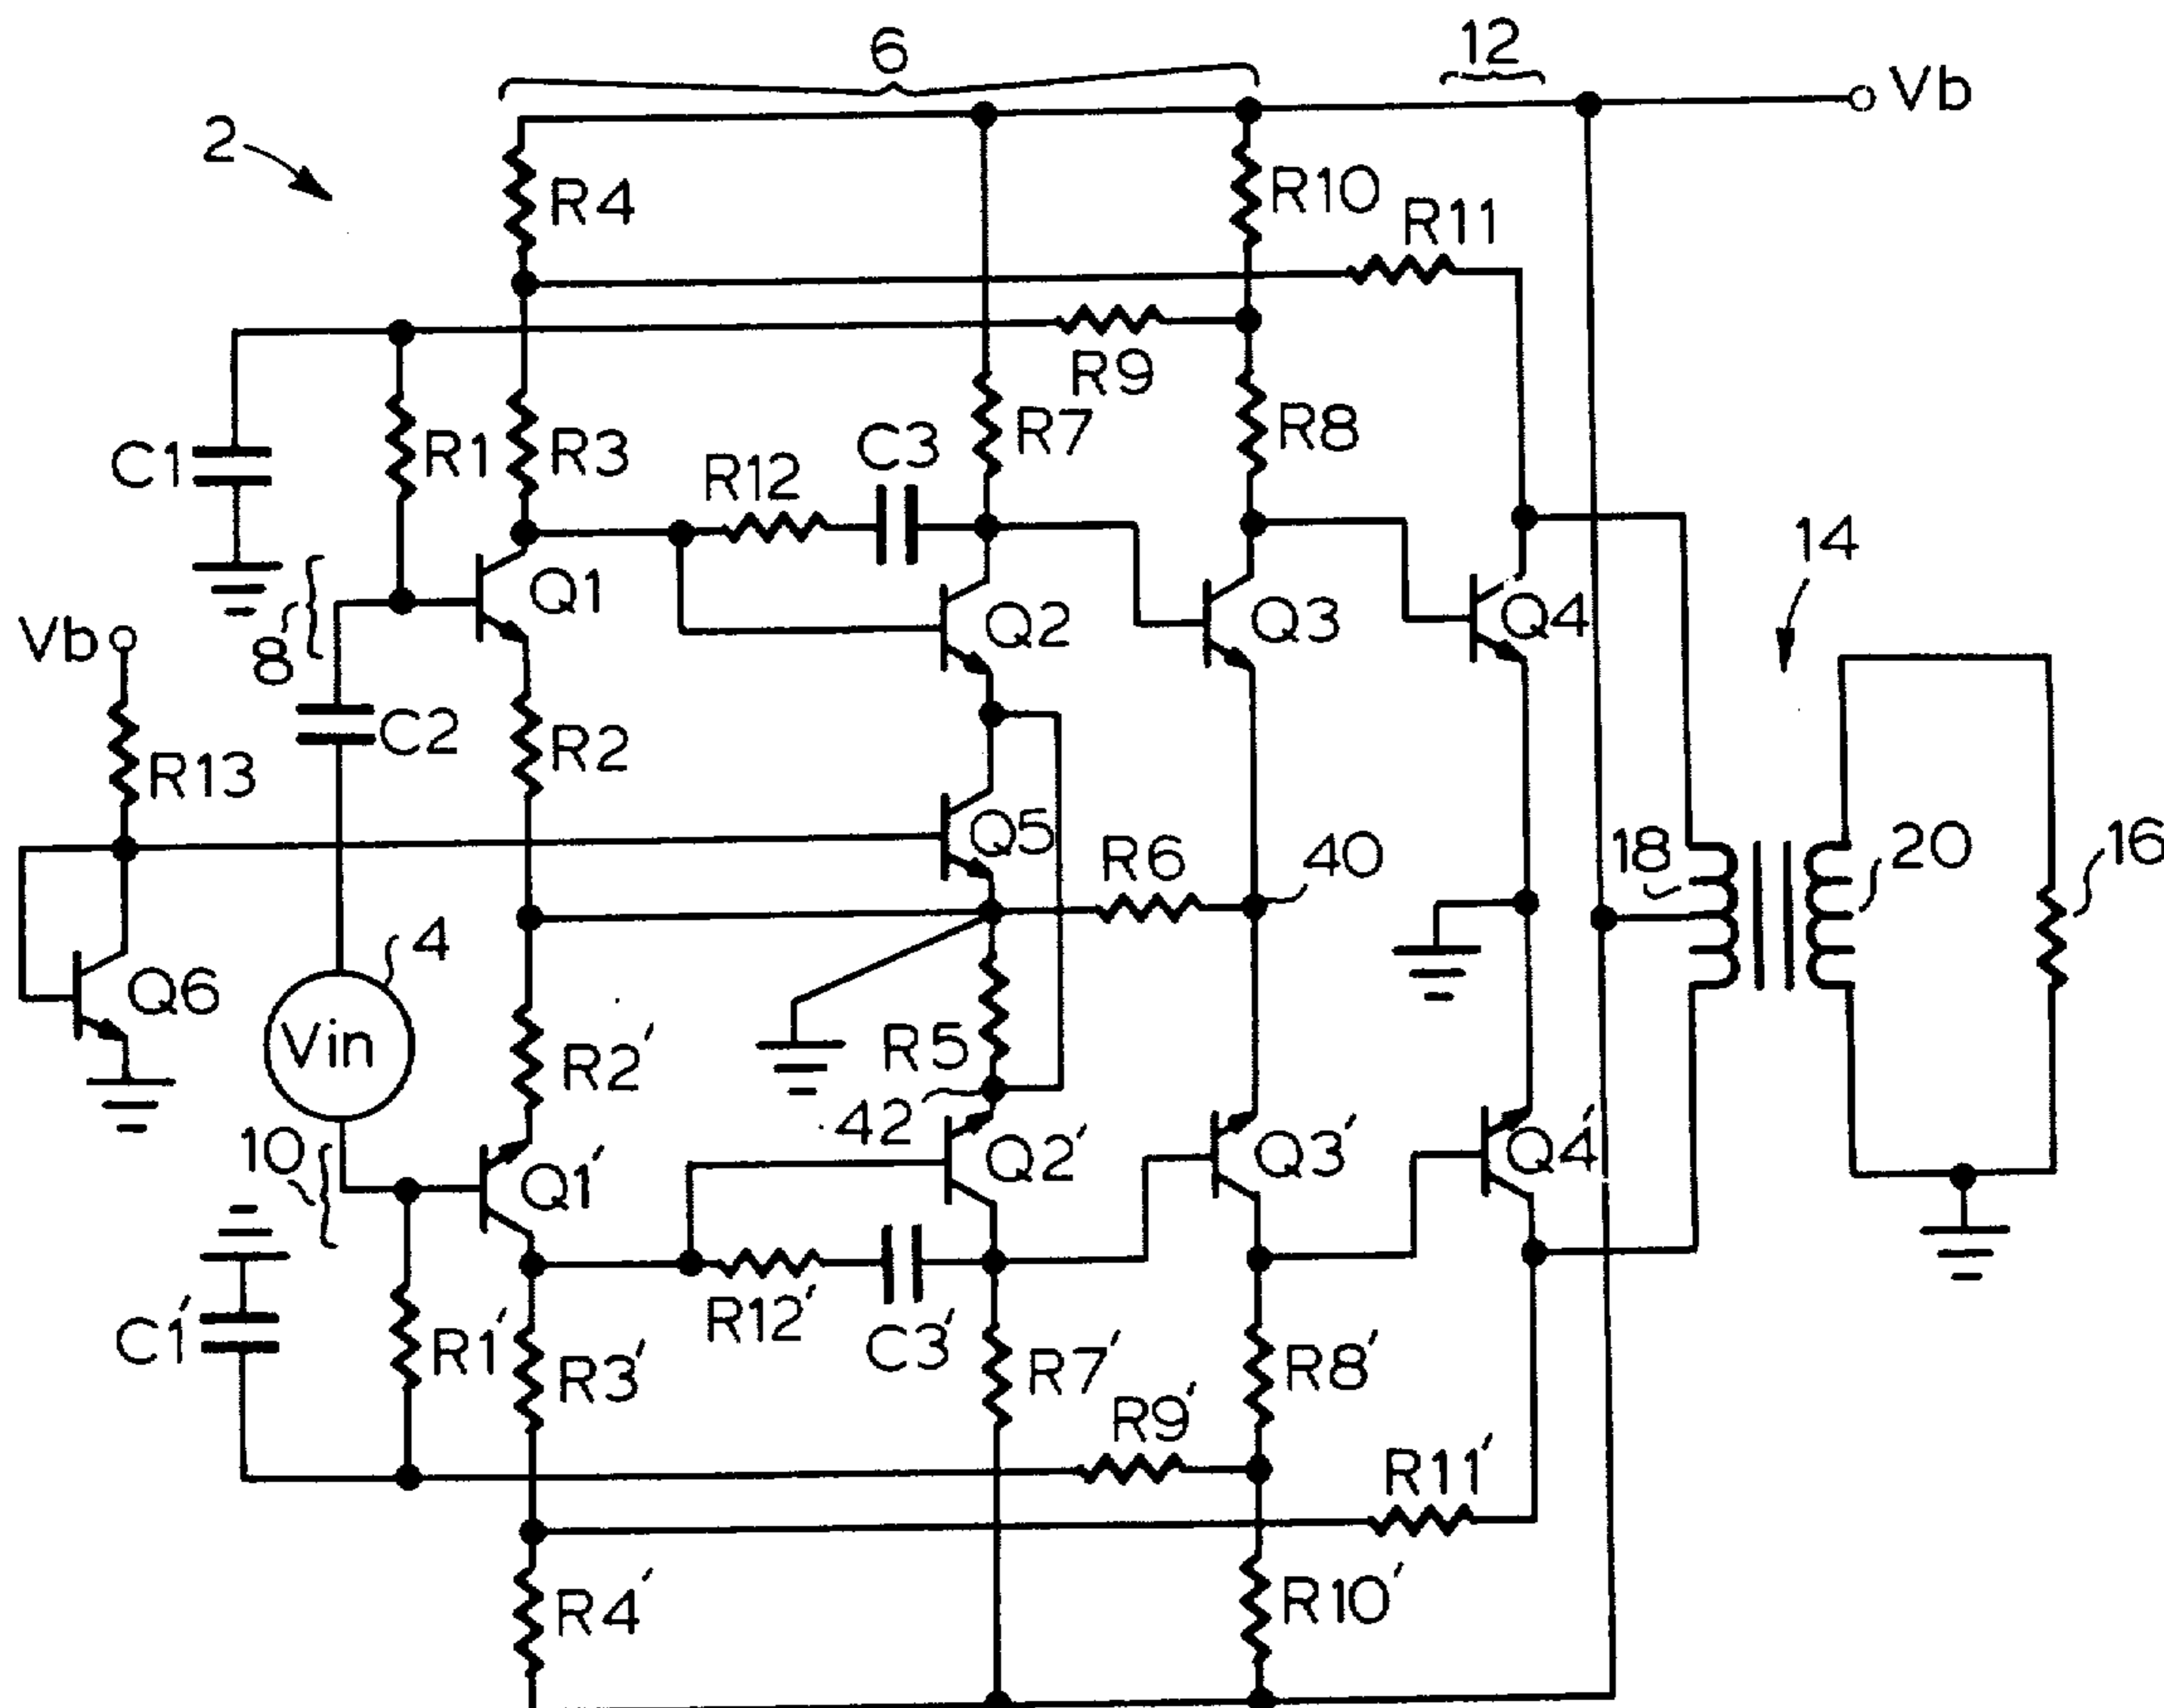 6
12
Vb
2
R4
R10
R11
R9
C1
R1
R3
R12
C3
R7
R8
14
8
Q1
Q2
Q3
Q4
Vb
C2
R13
R2
Q5
R6
40
18
20
16
4
Q6
Vin
R2'
R5
42
10
Q1'
Q2'
Q3'
Q4'
C1'
R1'
R3'
R12'
C3'
R7'
R8'
R9'
R11'
R4'
R10'